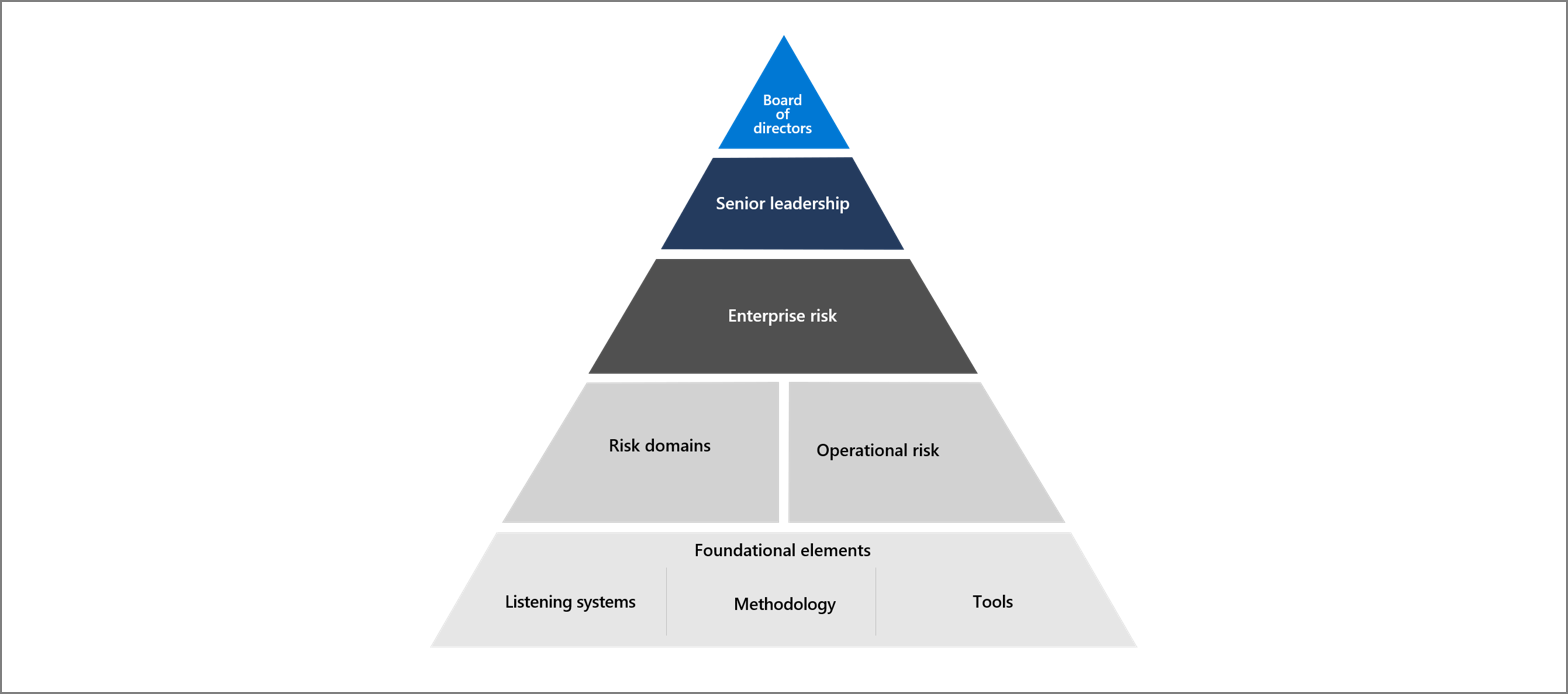 Board
of
directors
Senior leadership
Enterprise risk
Risk domains
Operational risk
Foundational elements
Listening systems
Methodology
Tools